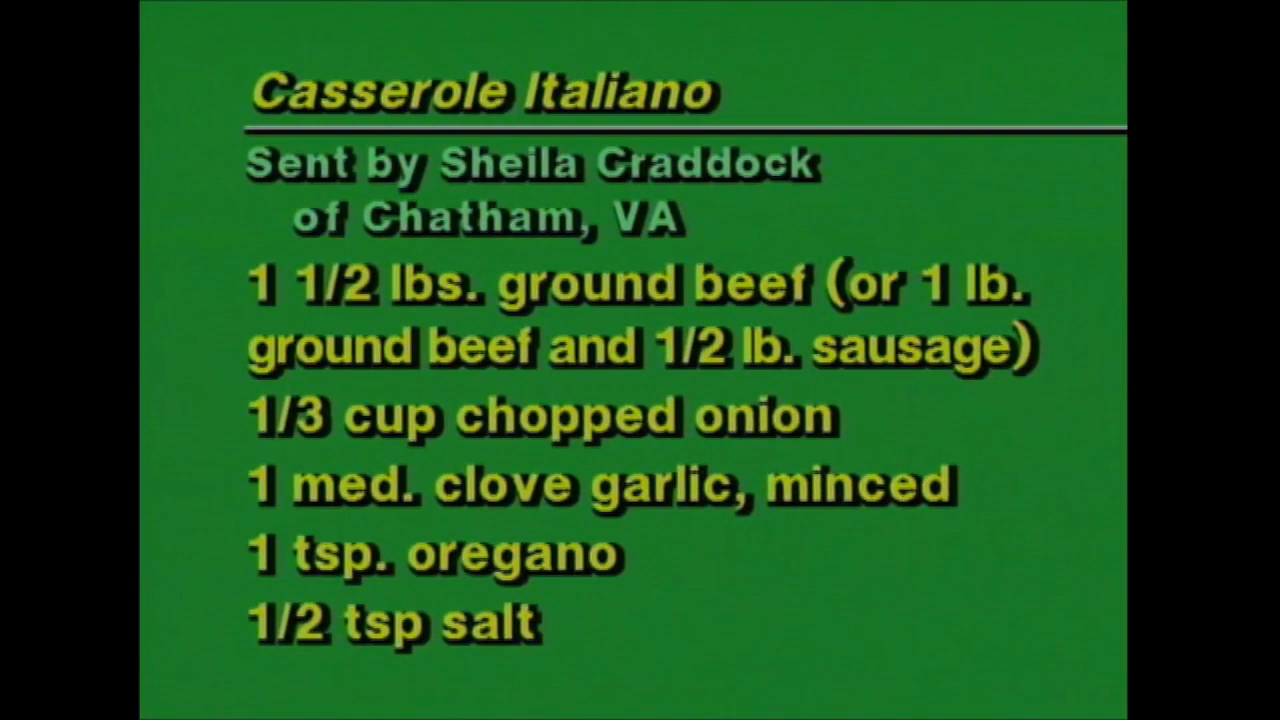 Casserole Italiano
Sent by Sheila Craddock
of Chatham, VA
1 1/2 lbs. ground beef (or 1 lb.
ground beef and 1/2 lb. sausage)
1/3 cup chopped onion
1 med. clove garlic, minced
1 tsp. oregano
1/2 tsp salt